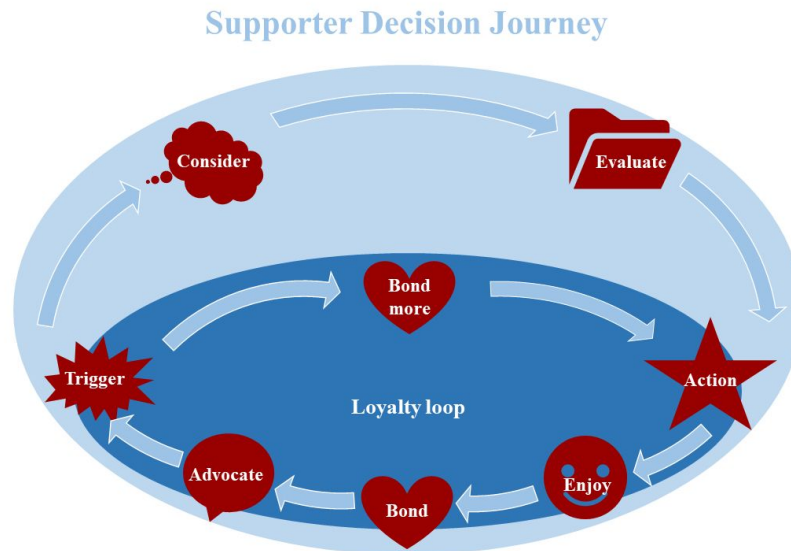 Supporter Decision Journey
Consider
Evaluate
Bond
more
Trigger
Action
Loyalty loop
Advocate
Enjoy
Bond